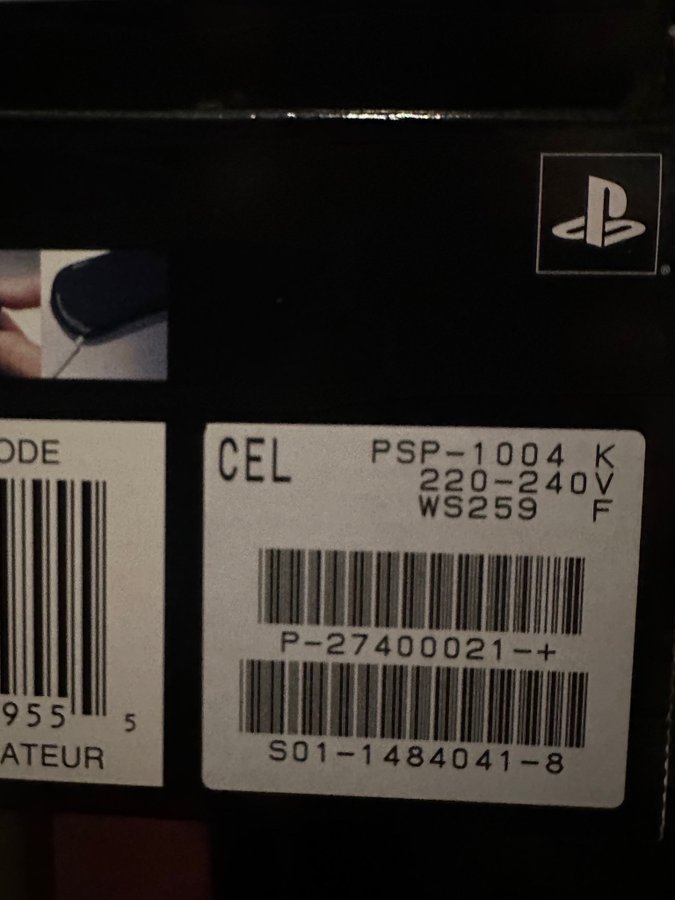 ODE
955 5
ATEUR
CEL PSP-1004 K
220-240V
WS259 F
P-27400021-+
S01-1484041-8